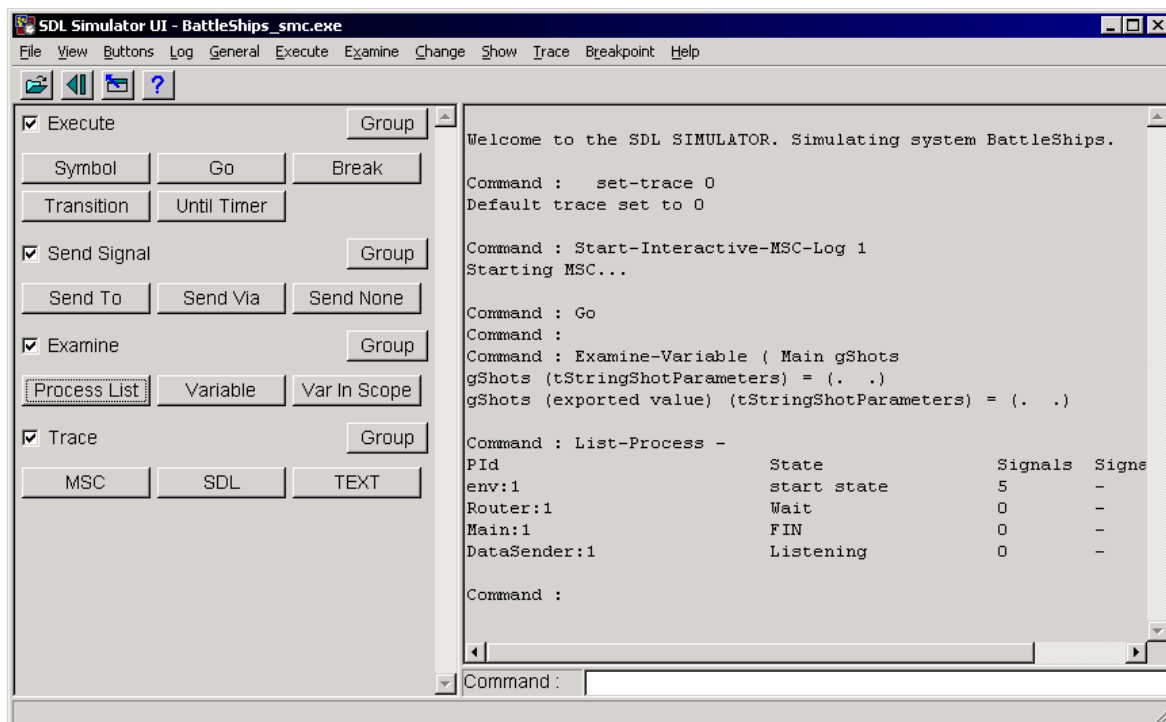 SDL Simulator UI - BattleShips_smc.exe
File View Buttons Log General Execute Examine Change Show Trace Breakpoint Help
Execute Group
Symbol Go Break
Transition Until Timer
Send Signal Group
Send To Send Via Send None
Examine Group
Process List Variable Var In Scope
Trace Group
MSC SDL TEXT
Welcome to the SDL SIMULATOR. Simulating system BattleShips.
Command : set-trace 0
Default trace set to 0
Command : Start-Interactive-MSC-Log 1
Starting MSC...
Command : Go
Command :
Command : Examine-Variable ( Main gShots
gShots (tStringShotParameters) = (. .)
gShots (exported value) (tStringShotParameters) = (. .)
Command : List-Process -
PId State Signals Signa
env:1 start state 5 -
Router:1 Wait 0 -
Main:1 FIN 0 -
DataSender:1 Listening 0 -
Command :
Command :